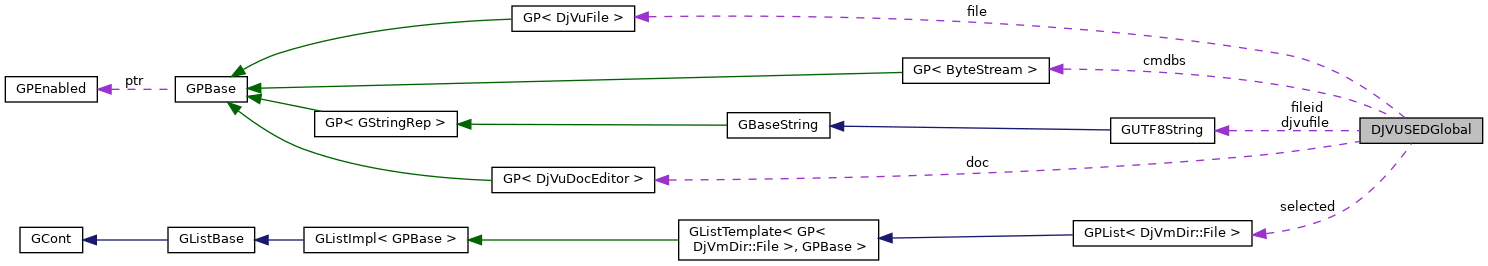 GP< DjVuFile >
file
GP< ByteStream >
cmdbs
GPEnabled
ptr
GPBase
GP< GStringRep >
GBaseString
GUTF8String
fileid
djvufile
DJVUSEDGlobal
GP< DjVuDocEditor >
doc
GCont
GListBase
GListImpl< GPBase >
GListTemplate< GP<
DjVmDir::File >, GPBase >
GPList< DjVmDir::File >
selected